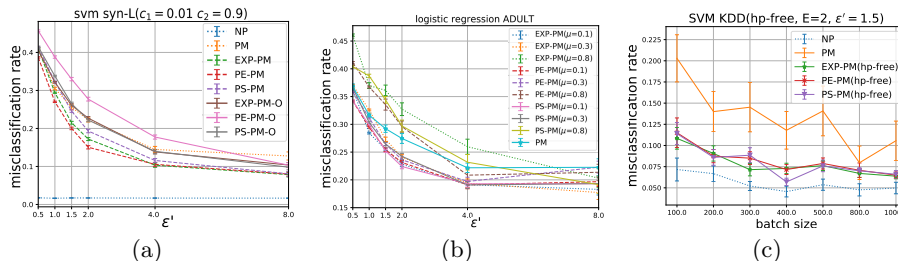 svm syn-L(c₁ = 0.01 c₂ = 0.9)
misclassification rate
0.4
0.3
0.2
0.1
0.0
0.5 1.0 1.5 2.0 4.0 8.0
ε'
NP
PM
EXP-PM
PE-PM
PS-PM
EXP-PM-O
PE-PM-O
PS-PM-O
(a)
logistic regression ADULT
misclassification rate
0.45
0.40
0.35
0.30
0.25
0.20
0.15
0.5 1.0 1.5 2.0 4.0 8.0
ε'
EXP-PM(μ=0.1)
EXP-PM(μ=0.3)
EXP-PM(μ=0.8)
PE-PM(μ=0.1)
PE-PM(μ=0.3)
PE-PM(μ=0.8)
PS-PM(μ=0.1)
PS-PM(μ=0.3)
PS-PM(μ=0.8)
PM
(b)
SVM KDD(hp-free, E=2, ε' = 1.5)
misclassification rate
0.225
0.200
0.175
0.150
0.125
0.100
0.075
0.050
100.0 200.0 300.0 400.0 500.0 800.0 1000.0
batch size
NP
PM
EXP-PM(hp-free)
PE-PM(hp-free)
PS-PM(hp-free)
(c)